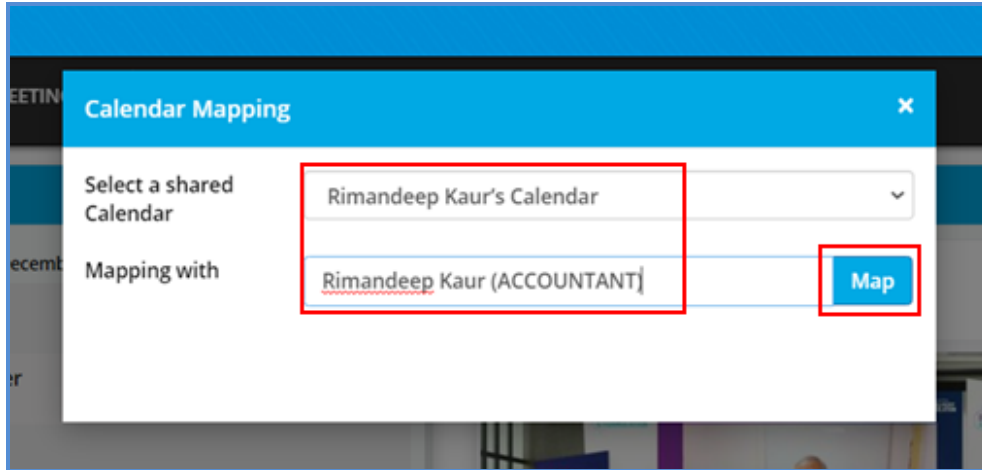 EETIN
Calendar Mapping ×
Select a shared
Calendar
Rimandeep Kaur's Calendar
ecemb
Mapping with
Rimandeep Kaur (ACCOUNTANT)
Map
er